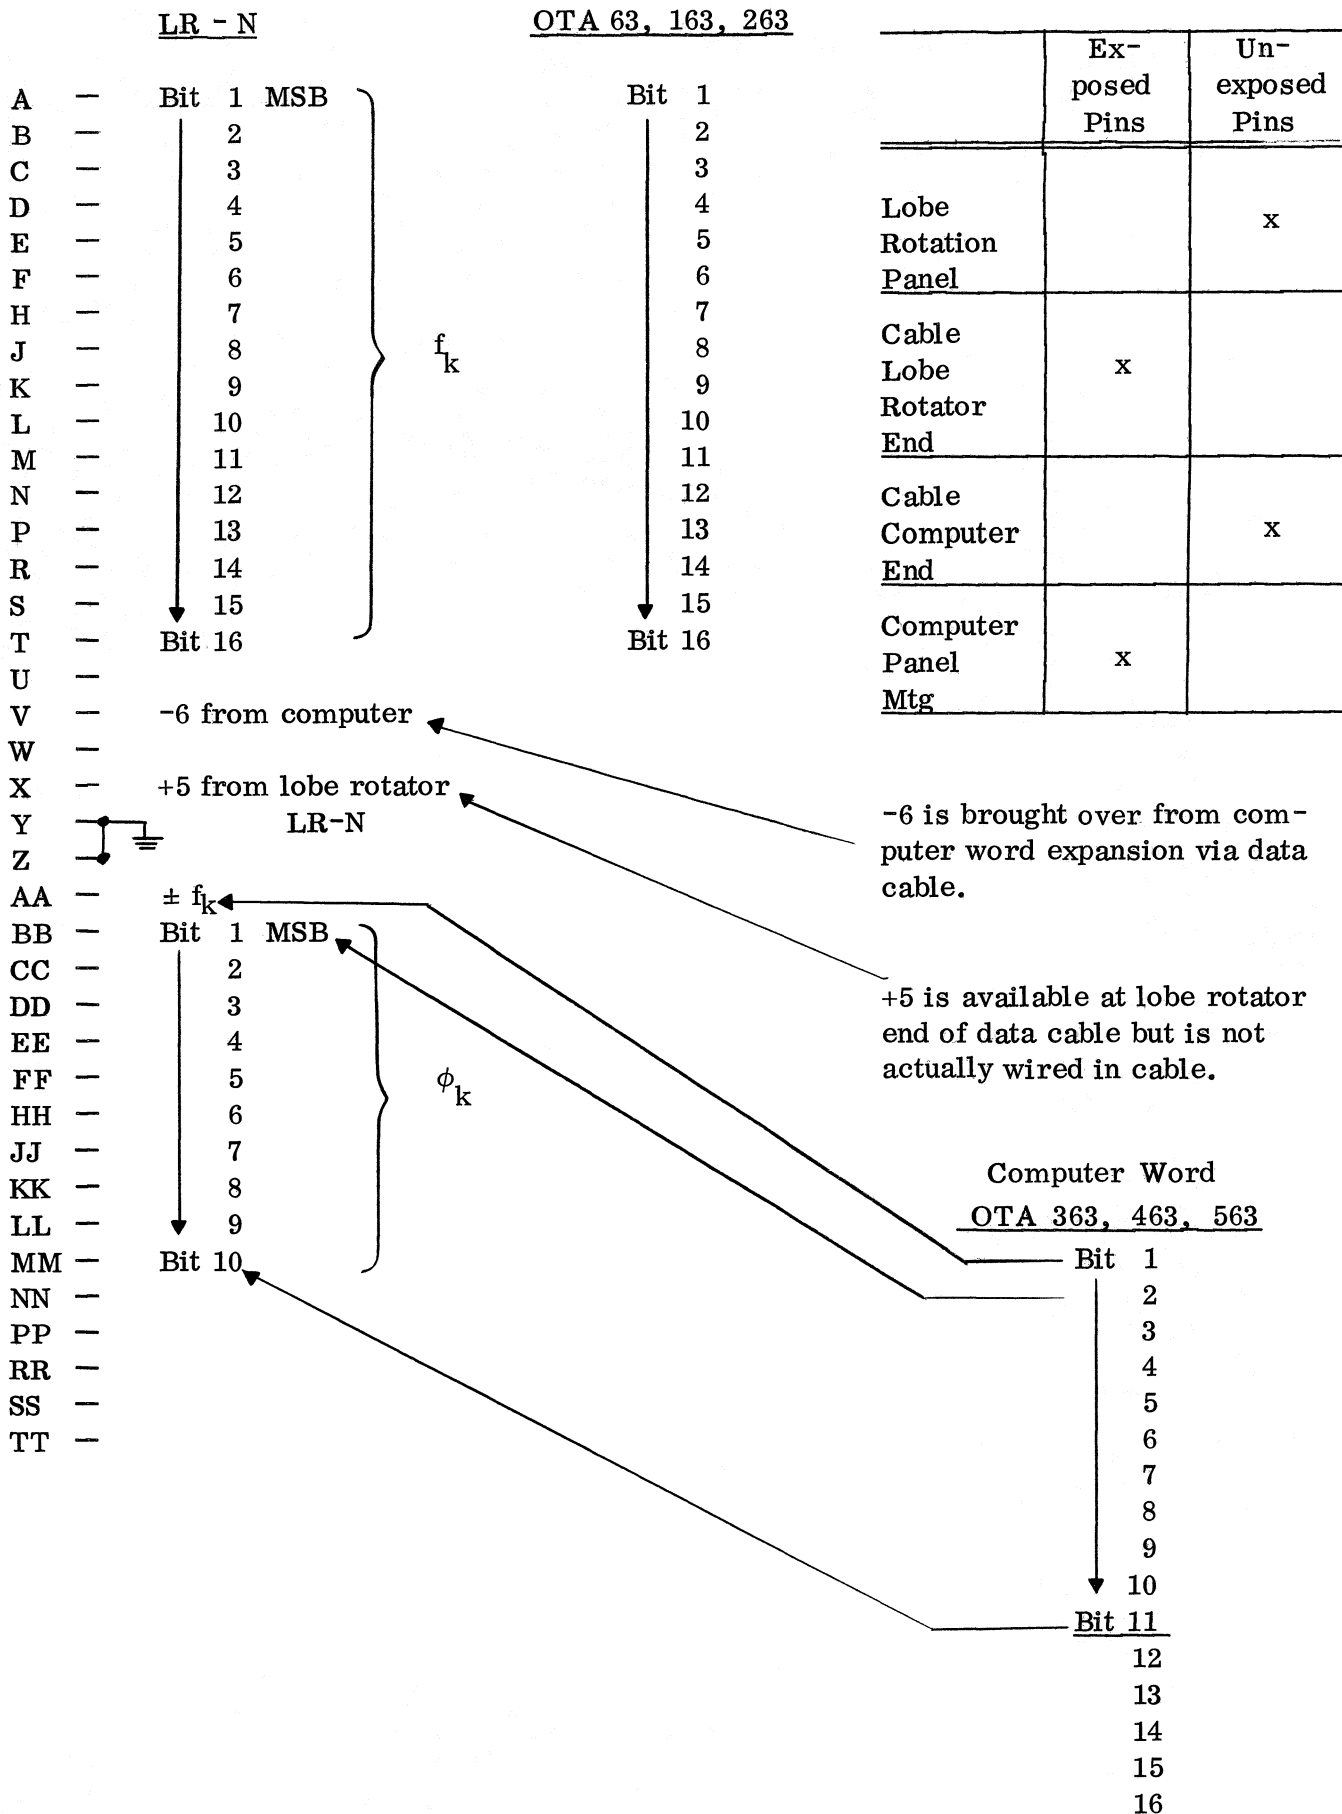 LR - N
OTA 63, 163, 263
A — Bit 1 MSB
B — 2
C — 3
D — 4
E — 5
F — 6
H — 7
J — 8
K — 9
L — 10
M — 11
N — 12
P — 13
R — 14
S — 15
T — Bit 16
f k
Bit 1
2
3
4
5
6
7
8
9
10
11
12
13
14
15
Bit 16
Ex-
posed
Pins
Un-
exposed
Pins
Lobe
Rotation
Panel
x
Cable
Lobe
Rotator
End
x
Cable
Computer
End
x
Computer
Panel
Mtg
x
U —
V — -6 from computer
W —
X — +5 from lobe rotator
Y — LR-N
Z —
-6 is brought over from com-
puter word expansion via data
cable.
AA — ± fk
BB — Bit 1 MSB
CC — 2
DD — 3
EE — 4
FF — 5
HH — 6
JJ — 7
KK — 8
LL — 9
MM — Bit 10
NN —
PP —
RR —
SS —
TT —
ϕ k
+5 is available at lobe rotator
end of data cable but is not
actually wired in cable.
Computer Word
OTA 363, 463, 563
Bit 1
2
3
4
5
6
7
8
9
10
Bit 11
12
13
14
15
16